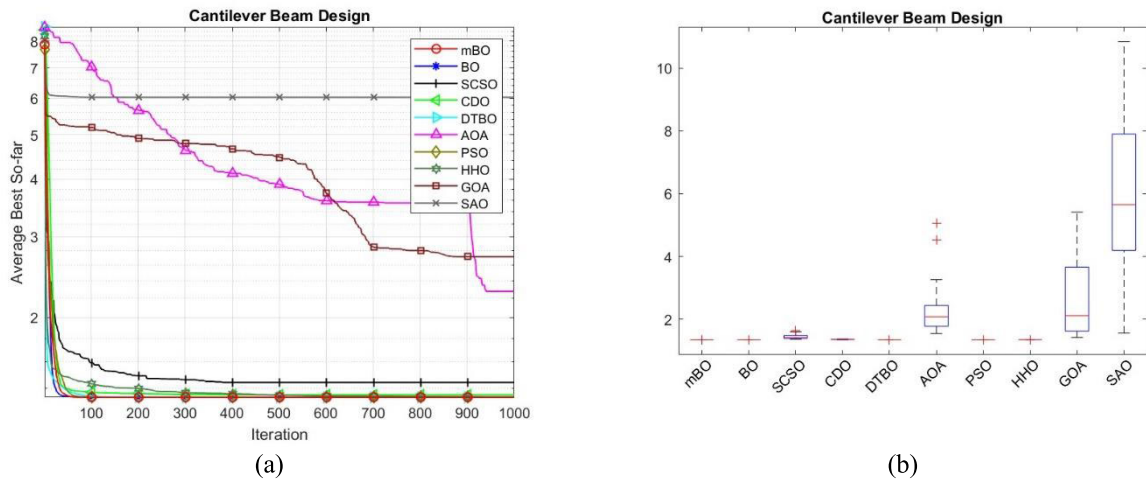 Cantilever Beam Design
8
7
6
5
4
3
2
Average Best So-far
mBO
BO
SCSO
CDO
DTBO
AOA
PSO
HHO
GOA
SAO
100 200 300 400 500 600 700 800 900 1000
Iteration
(a)
Cantilever Beam Design
10
8
6
4
2
mBO BO SCSO CDO DTBO AOA PSO HHO GOA SAO
(b)